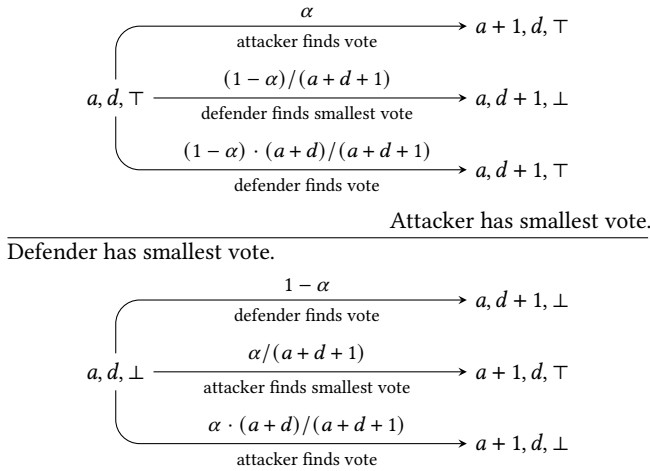 α
attacker finds vote
a + 1, d, ⊤
(1 − α)/(a + d + 1)
a, d, ⊤
defender finds smallest vote
a, d + 1, ⊥
(1 − α) · (a + d)/(a + d + 1)
defender finds vote
a, d + 1, ⊤
Attacker has smallest vote.
Defender has smallest vote.
1 − α
defender finds vote
a, d + 1, ⊥
α/(a + d + 1)
a, d, ⊥
attacker finds smallest vote
a + 1, d, ⊤
α · (a + d)/(a + d + 1)
attacker finds vote
a + 1, d, ⊥